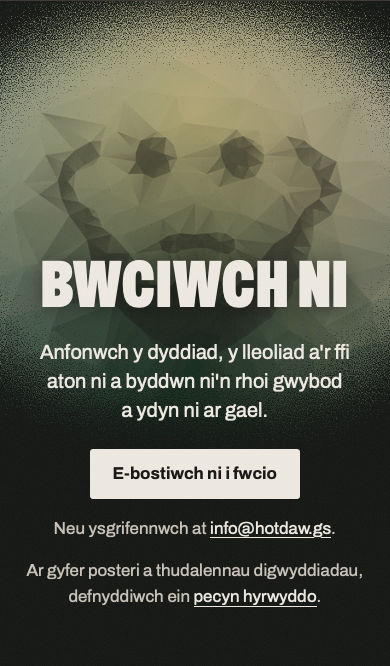 BWCIWCH NI
Anfonwch y dyddiad, y lleoliad a'r ffi
aton ni a byddwn ni'n rhoi gwybod
a ydyn ni ar gael.
E-bostiwch ni i fwcio
Neu ysgrifennwch at info@hotdaw.gs.
Ar gyfer posteri a thudalennau digwyddiadau,
defnyddiwch ein pecyn hyrwyddo.